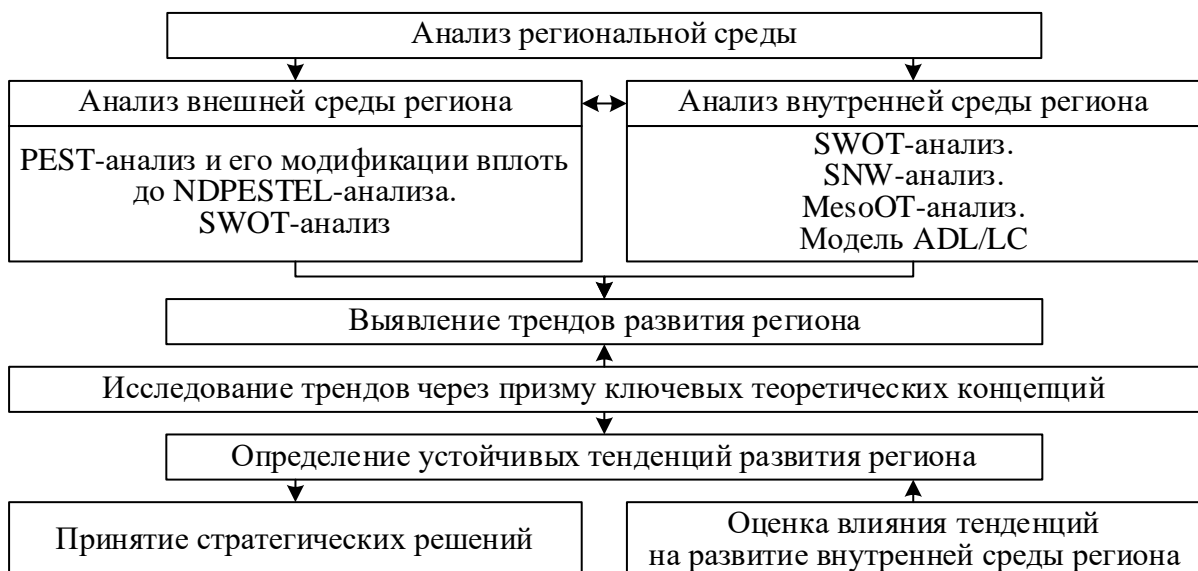 Анализ региональной среды
Анализ внешней среды региона
PEST-анализ и его модификации вплоть
до NDPESTEL-анализа.
SWOT-анализ
Анализ внутренней среды региона
SWOT-анализ.
SNW-анализ.
MesoOT-анализ.
Модель ADL/LC
Выявление трендов развития региона
Исследование трендов через призму ключевых теоретических концепций
Определение устойчивых тенденций развития региона
Принятие стратегических решений
Оценка влияния тенденций
на развитие внутренней среды региона